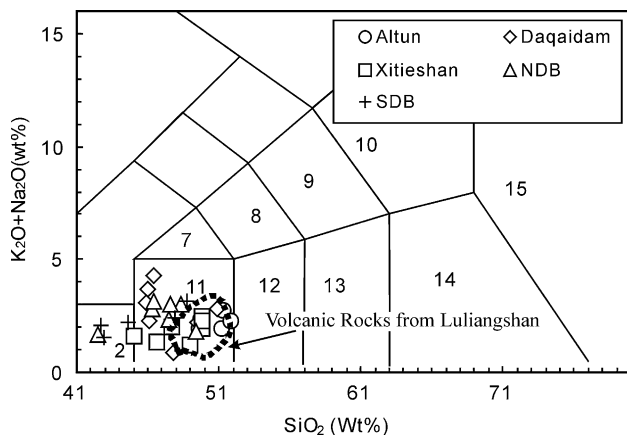 15
10
5
0
K2O+Na2O(wt%)
Altun
Daqaidam
Xitieshan
NDB
SDB
10
15
9
8
7
11
12
13
14
2
Volcanic Rocks from Luliangshan
41
51
61
71
SiO2 (Wt%)